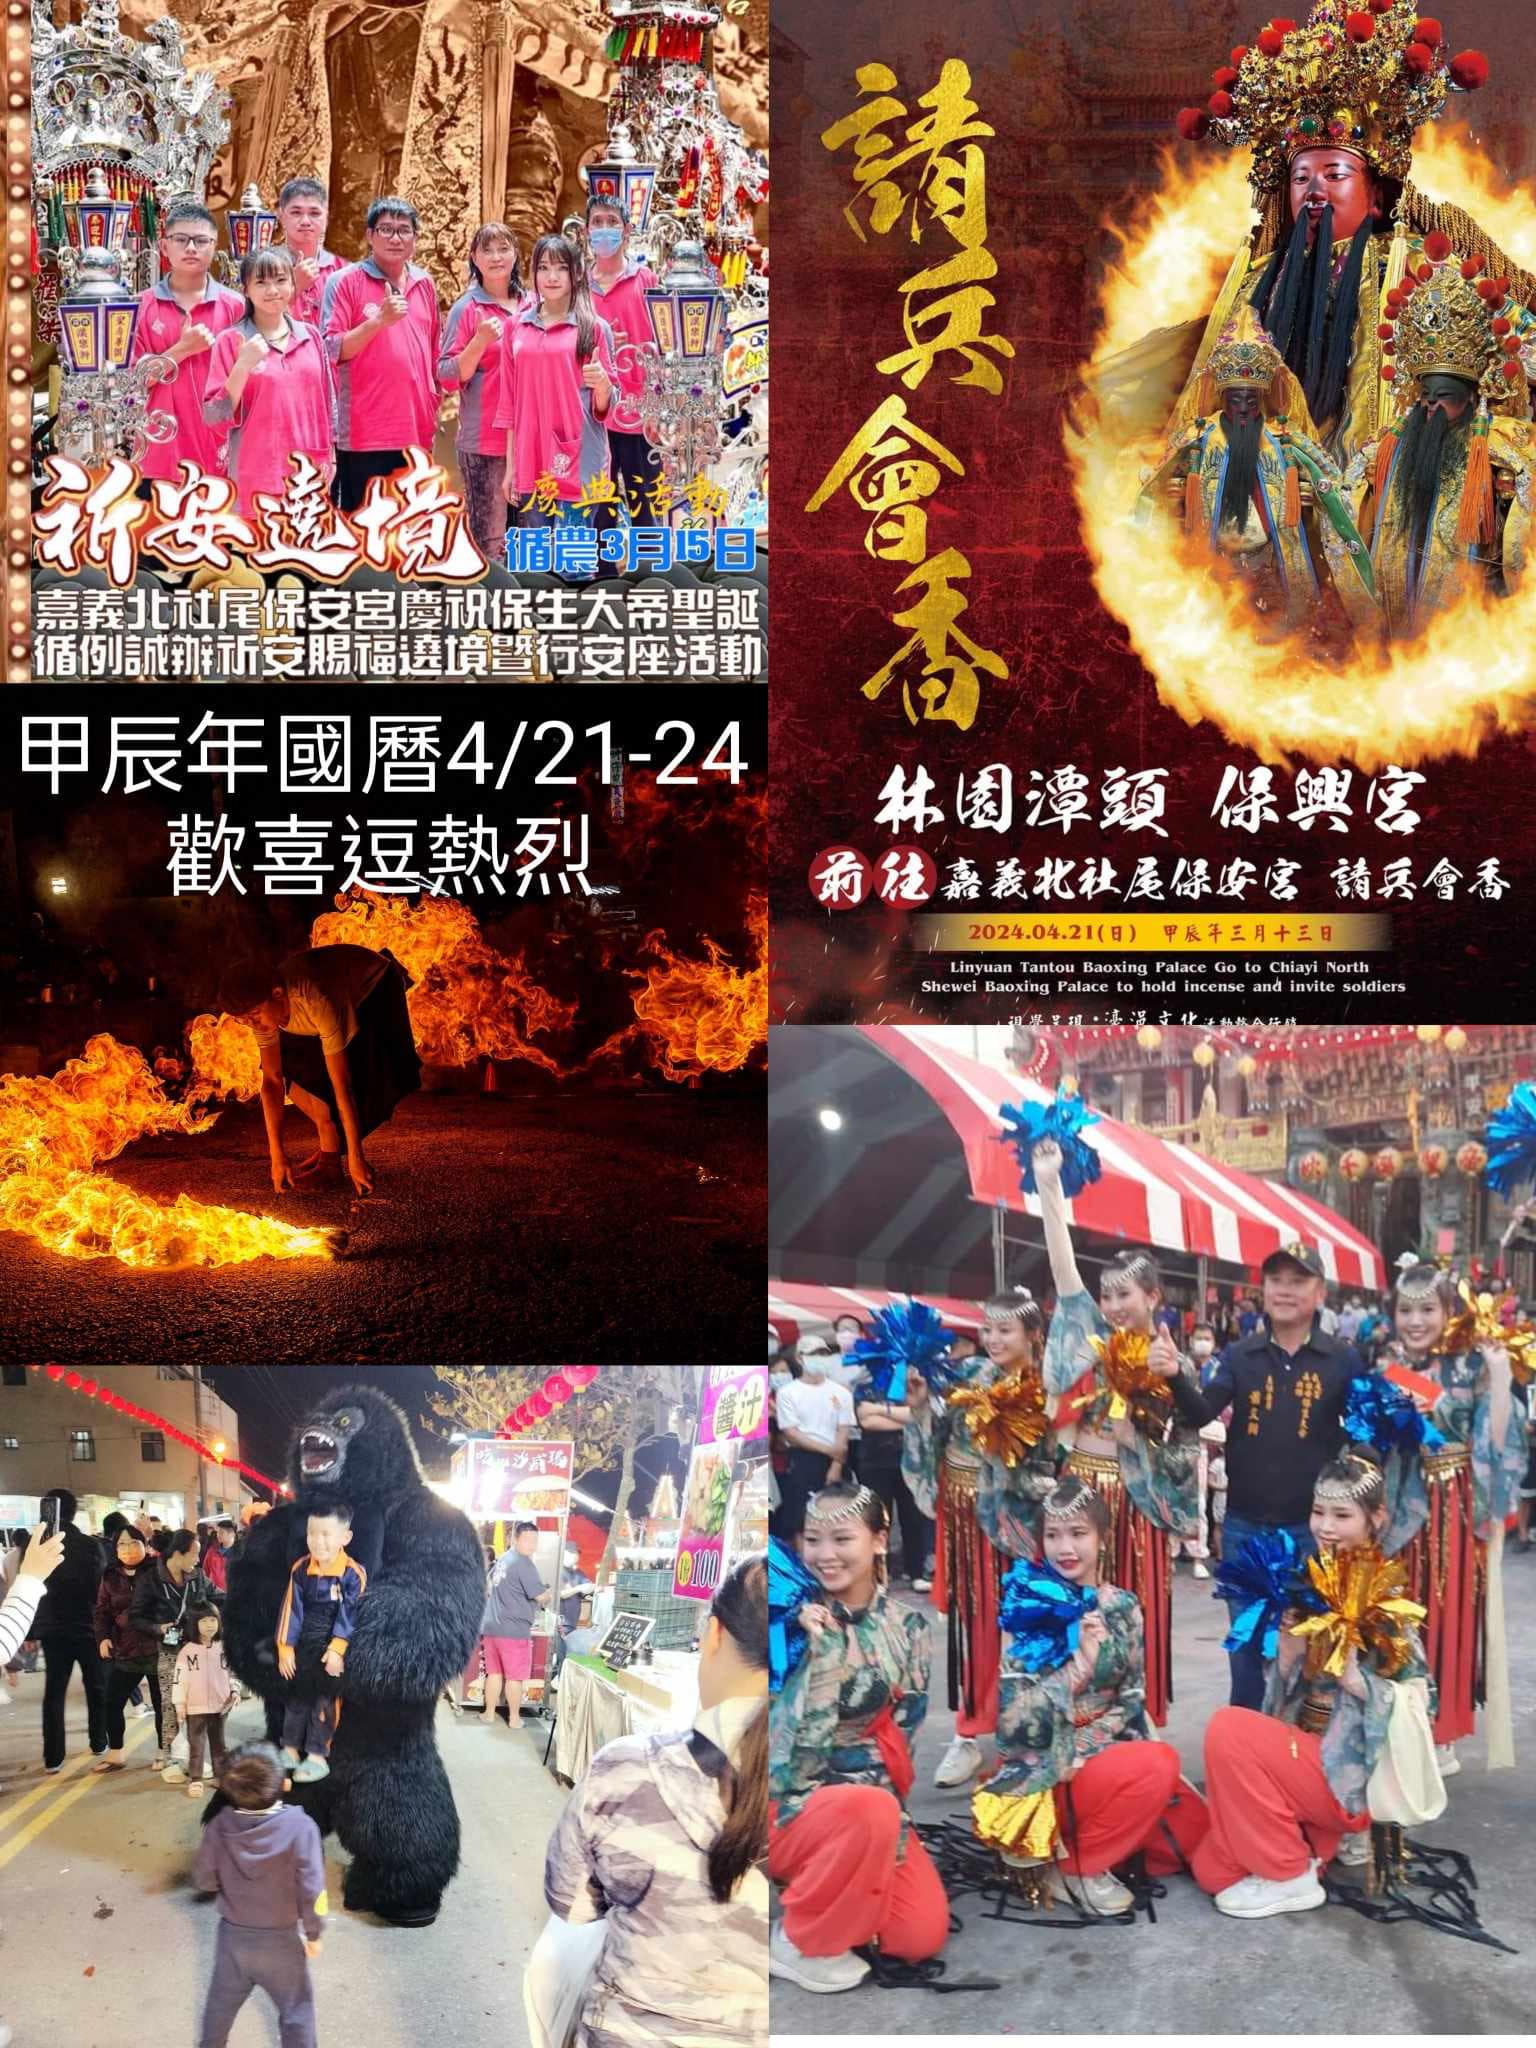 祈安遶境
慶典活動
循農3月15日
嘉義北社尾保安宮慶祝保生大帝聖誕
循例誠辦祈安賜福遶境暨行安座活動
請兵會香
林園潭頭 保興宮
前往嘉義北社尾保安宮 請兵會香
2024.04.21(日) 甲辰年三月十三日
Linyuan Tantou Baoxing Palace Go to Chiayi North
Shewei Baoxing Palace to hold incense and invite soldiers
甲辰年國曆4/21-24
歡喜逗熱烈
醬汁
沙威瑪
100